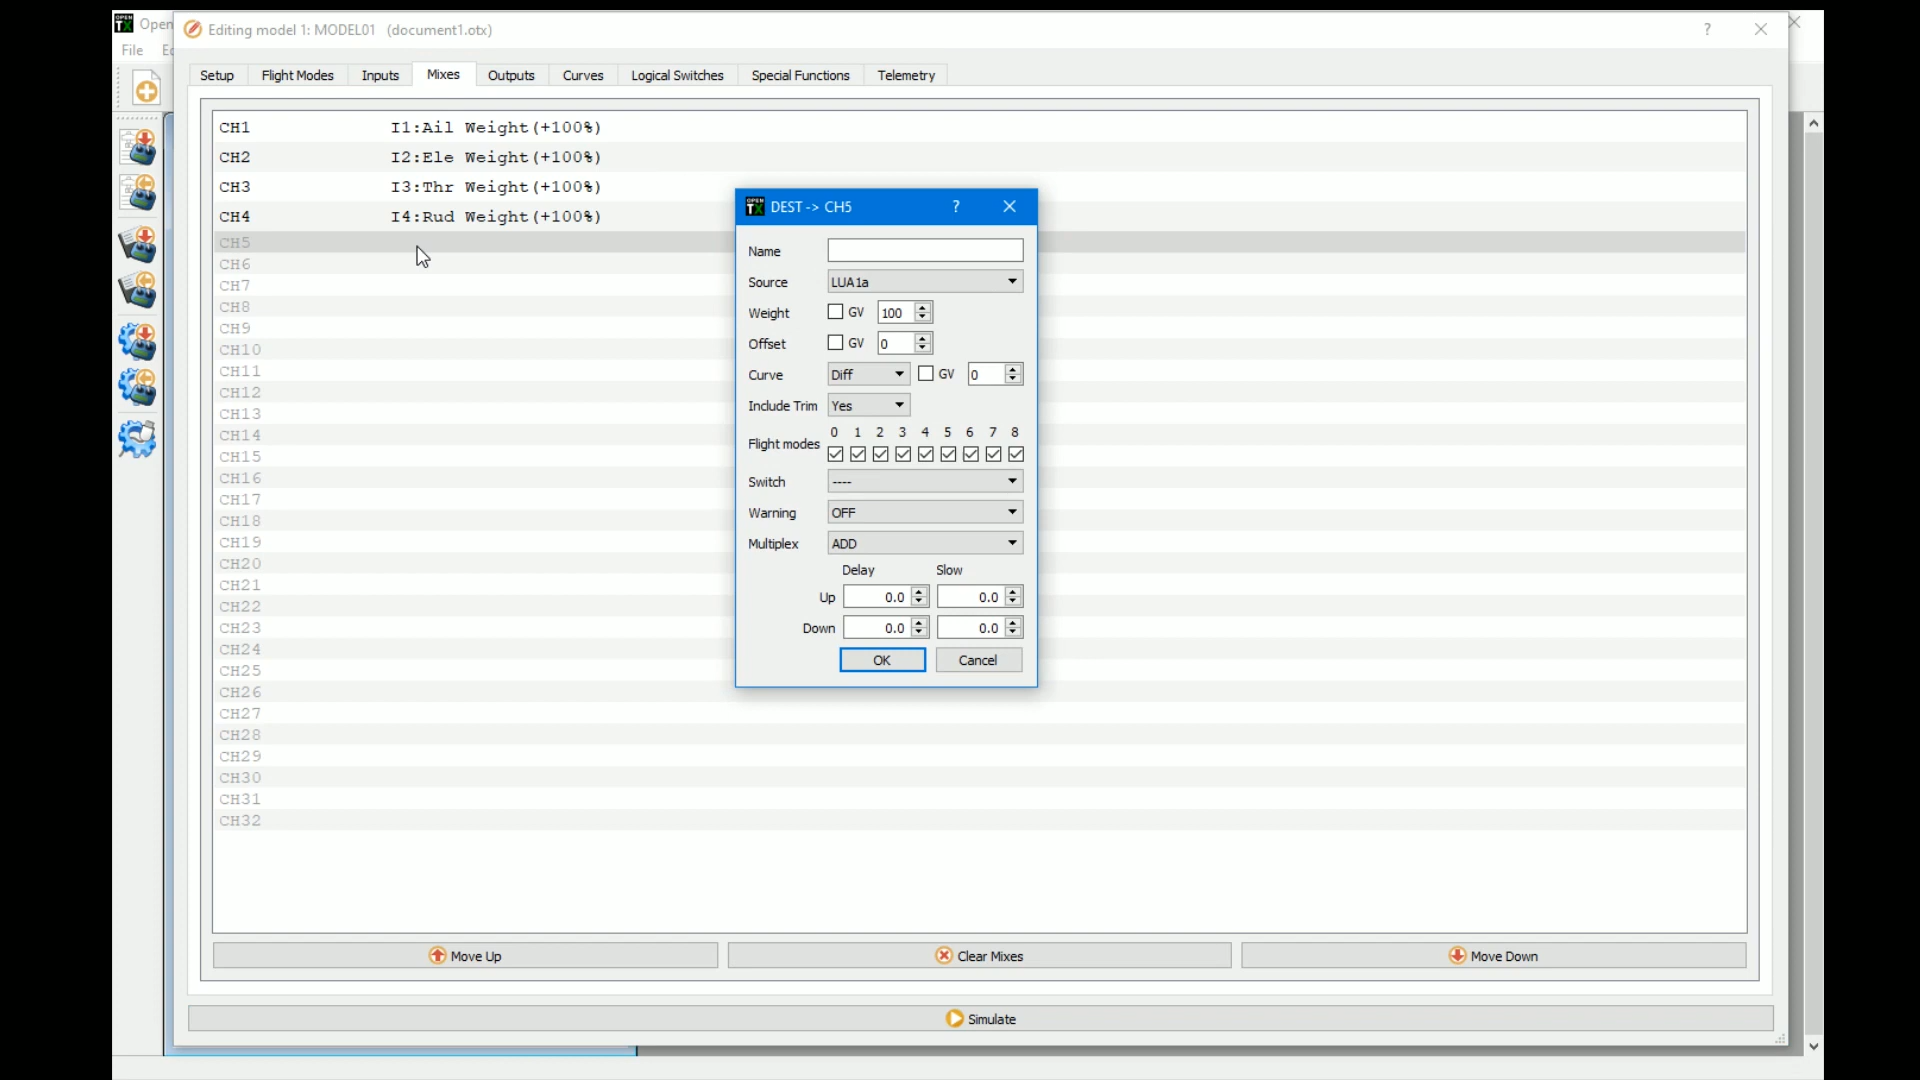 OPEN TX Open
Editing model 1: MODEL01 (document1.otx)
?
File
Setup Flight Modes Inputs Mixes Outputs Curves Logical Switches Special Functions Telemetry
CH1 I1:Ail Weight(+100%)
CH2 I2:Ele Weight(+100%)
CH3 I3:Thr Weight(+100%)
CH4 I4:Rud Weight(+100%)
CH5
CH6
CH7
CH8
CH9
CH10
CH11
CH12
CH13
CH14
CH15
CH16
CH17
CH18
CH19
CH20
CH21
CH22
CH23
CH24
CH25
CH26
CH27
CH28
CH29
CH30
CH31
CH32
OPEN TX DEST -> CH5 ?
Name
Source LUA1a
Weight GV 100
Offset GV 0
Curve Diff GV 0
Include Trim Yes
0 1 2 3 4 5 6 7 8
Flight modes
Switch ----
Warning OFF
Multiplex ADD
Delay Slow
Up 0.0 0.0
Down 0.0 0.0
OK Cancel
Move Up Clear Mixes Move Down
Simulate